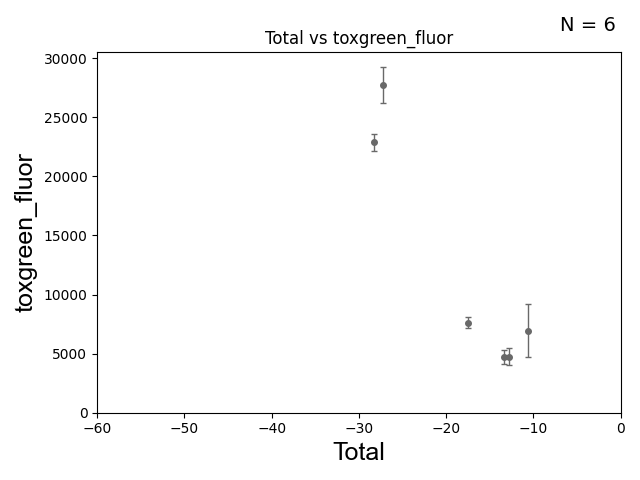 N = 6
Total vs toxgreen_fluor
30000
25000
20000
15000
10000
5000
0
toxgreen_fluor
−60 −50 −40 −30 −20 −10 0
Total